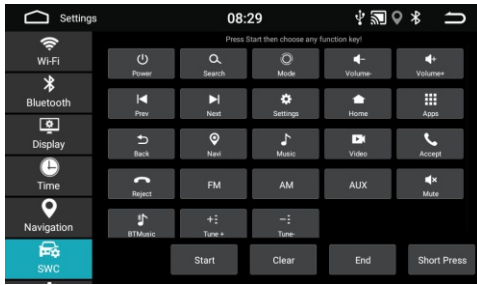 Settings 08:29
Press Start then choose any function key!
Wi-Fi
Bluetooth
Display
Time
Navigation
SWC
Power Search Mode Volume- Volume+
Prev Next Settings Home Apps
Back Navi Music Video Accept
Reject FM AM AUX Mute
BTMusic Tune + Tune-
Start Clear End Short Press